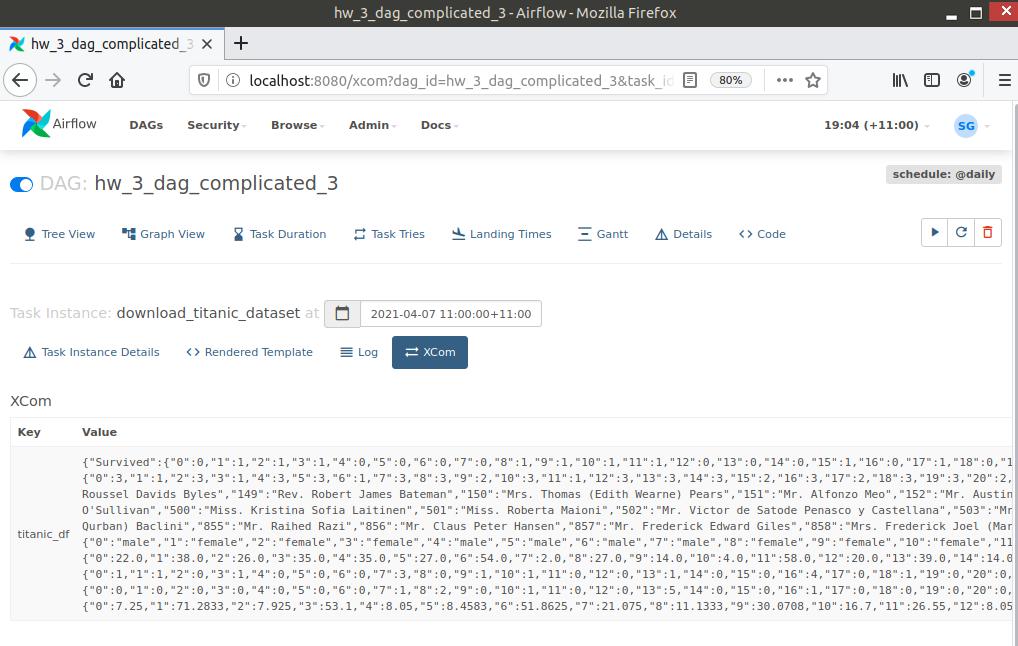 hw_3_dag_complicated_3 - Airflow - Mozilla Firefox
hw_3_dag_complicated_3
localhost:8080/xcom?dag_id=hw_3_dag_complicated_3&task_id
80%
Airflow
DAGs
Security
Browse
Admin
Docs
19:04 (+11:00)
SG
DAG: hw_3_dag_complicated_3
schedule: @daily
Tree View
Graph View
Task Duration
Task Tries
Landing Times
Gantt
Details
Code
Task Instance: download_titanic_dataset at
2021-04-07 11:00:00+11:00
Task Instance Details
Rendered Template
Log
XCom
XCom
Key Value
titanic_df
{"Survived":{"0":0,"1":1,"2":1,"3":1,"4":0,"5":0,"6":0,"7":0,"8":1,"9":1,"10":1,"11":1,"12":0,"13":0,"14":0,"15":1,"16":0,"17":1,"18":0,"1
{"0":3,"1":1,"2":3,"3":1,"4":3,"5":3,"6":1,"7":3,"8":3,"9":2,"10":3,"11":1,"12":3,"13":3,"14":3,"15":2,"16":3,"17":2,"18":3,"19":3,"20":2,
Roussel Davids Byles","149":"Rev. Robert James Bateman","150":"Mrs. Thomas (Edith Wearne) Pears","151":"Mr. Alfonzo Meo","152":"Mr. Austin
O'Sullivan","500":"Miss. Kristina Sofia Laitinen","501":"Miss. Roberta Maioni","502":"Mr. Victor de Satode Penasco y Castellana","503":"Mr
Qurban) Baclini","855":"Mr. Raihed Razi","856":"Mr. Claus Peter Hansen","857":"Mr. Frederick Edward Giles","858":"Mrs. Frederick Joel (Mar
{"0":"male","1":"female","2":"female","3":"female","4":"male","5":"male","6":"male","7":"male","8":"female","9":"female","10":"female","11
{"0":22.0,"1":38.0,"2":26.0,"3":35.0,"4":35.0,"5":27.0,"6":54.0,"7":2.0,"8":27.0,"9":14.0,"10":4.0,"11":58.0,"12":20.0,"13":39.0,"14":14.0
{"0":1,"1":1,"2":0,"3":1,"4":0,"5":0,"6":0,"7":3,"8":0,"9":1,"10":1,"11":0,"12":0,"13":1,"14":0,"15":0,"16":4,"17":0,"18":1,"19":0,"20":0,
{"0":0,"1":0,"2":0,"3":0,"4":0,"5":0,"6":0,"7":1,"8":2,"9":0,"10":1,"11":0,"12":0,"13":5,"14":0,"15":0,"16":1,"17":0,"18":0,"19":0,"20":0,
{"0":7.25,"1":71.2833,"2":7.925,"3":53.1,"4":8.05,"5":8.4583,"6":51.8625,"7":21.075,"8":11.1333,"9":30.0708,"10":16.7,"11":26.55,"12":8.05